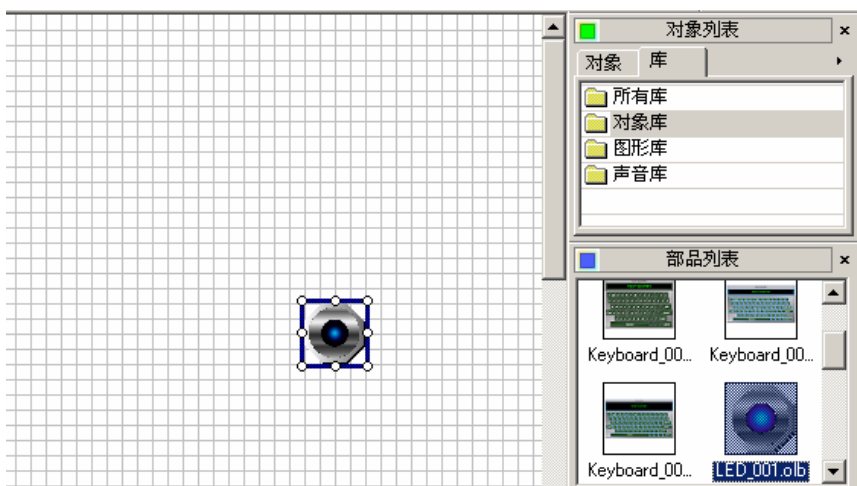 对象列表
对象 库
所有库
对象库
图形库
声音库
部品列表
Keyboard_00... Keyboard_00...
Keyboard_00... LED_001.olb